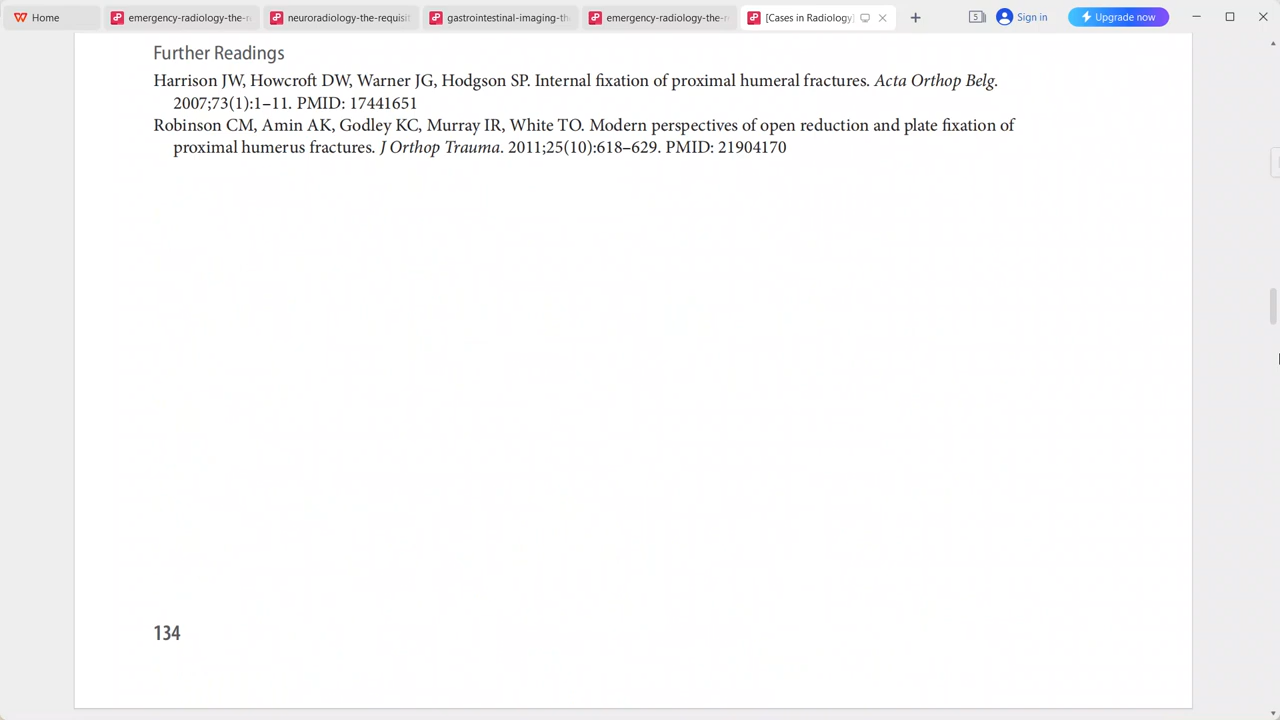 Home
emergency-radiology-the-r
neuroradiology-the-requisit
gastrointestinal-imaging-th
emergency-radiology-the-r
[Cases in Radiology]
5
Sign in
Upgrade now
Further Readings
Harrison JW, Howcroft DW, Warner JG, Hodgson SP. Internal fixation of proximal humeral fractures. Acta Orthop Belg.
2007;73(1):1–11. PMID: 17441651
Robinson CM, Amin AK, Godley KC, Murray IR, White TO. Modern perspectives of open reduction and plate fixation of
proximal humerus fractures. J Orthop Trauma. 2011;25(10):618–629. PMID: 21904170
134